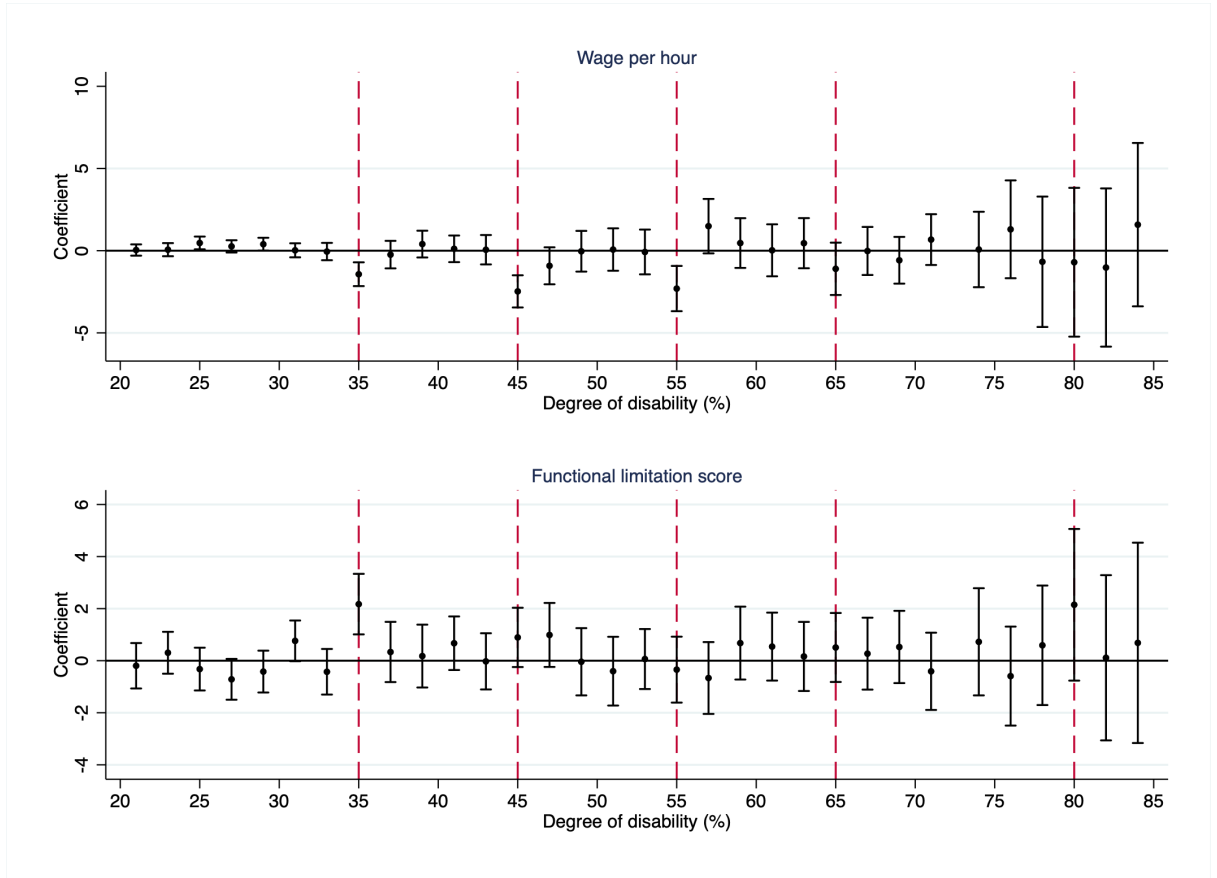 Wage per hour
Coefficient
10
5
0
-5
20 25 30 35 40 45 50 55 60 65 70 75 80 85
Degree of disability (%)
Functional limitation score
Coefficient
6
4
2
0
-2
-4
20 25 30 35 40 45 50 55 60 65 70 75 80 85
Degree of disability (%)